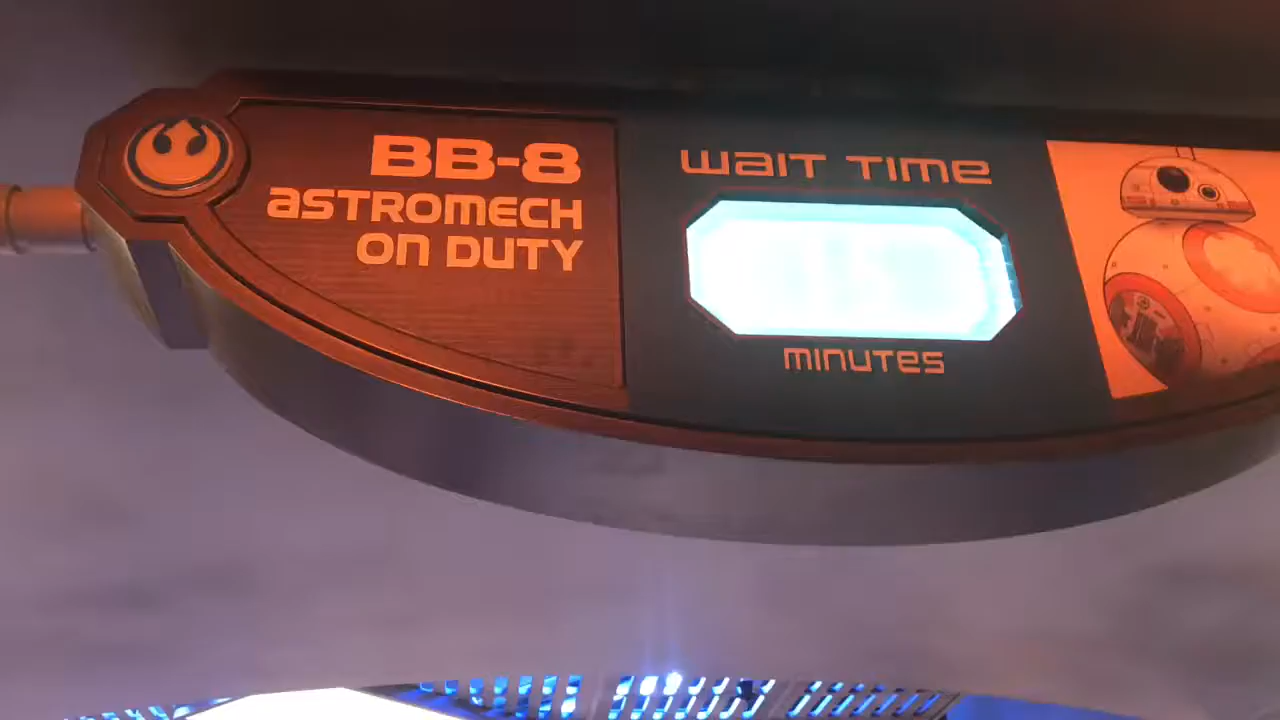 BB-8
ASTROMECH
ON DUTY
WAIT TIME
MINUTES